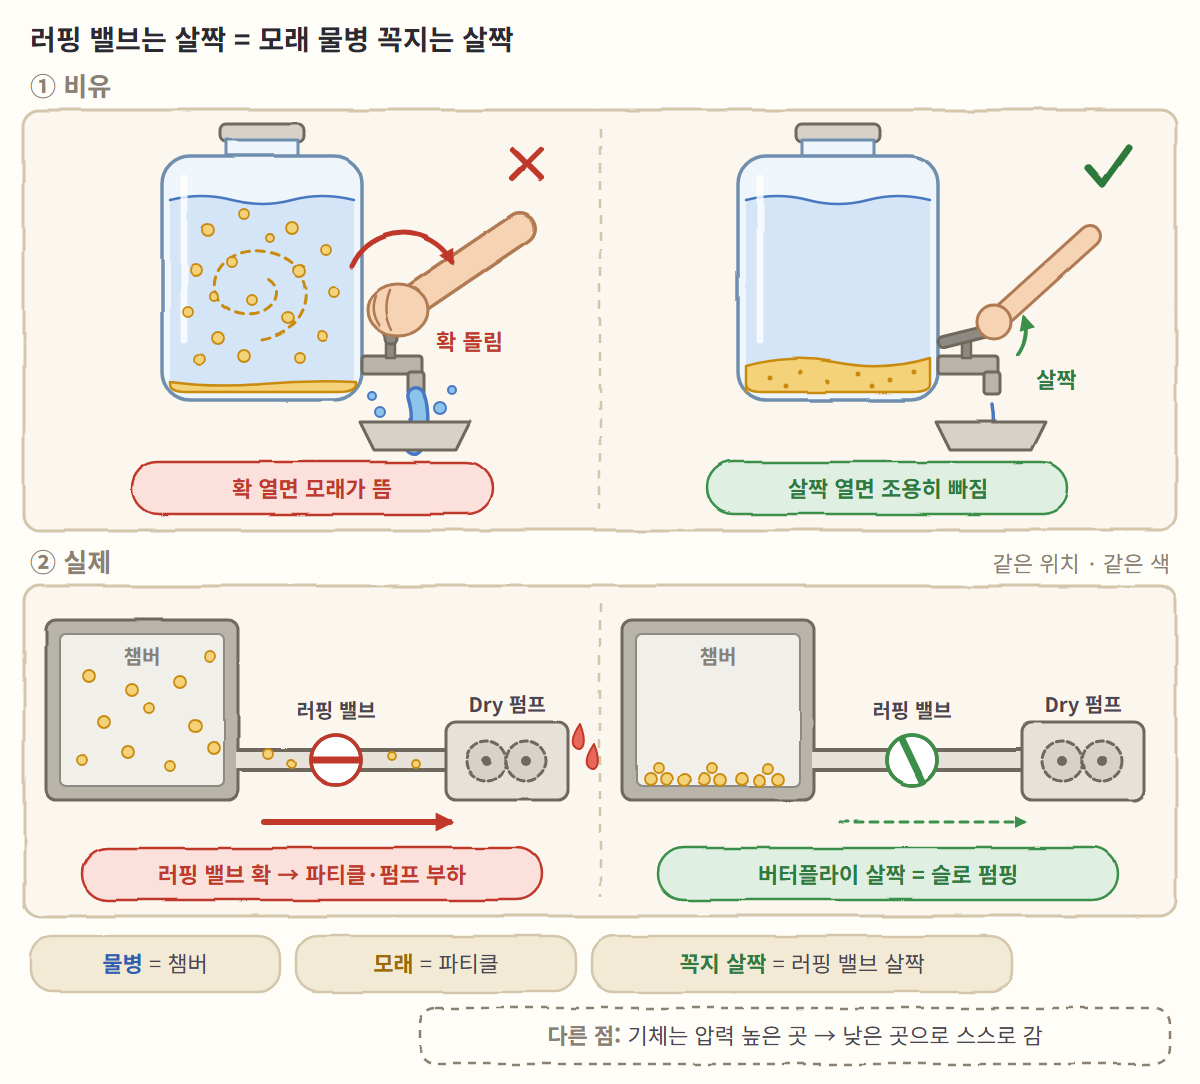 러핑 밸브는 살짝 = 모래 물병 꼭지는 살짝
① 비유
확 돌림
살짝
확 열면 모래가 뜸
살짝 열면 조용히 빠짐
② 실제
같은 위치 · 같은 색
챔버
러핑 밸브
Dry 펌프
챔버
러핑 밸브
Dry 펌프
러핑 밸브 확 → 파티클·펌프 부하
버터플라이 살짝 = 슬로 펌핑
물병 = 챔버
모래 = 파티클
꼭지 살짝 = 러핑 밸브 살짝
다른 점: 기체는 압력 높은 곳 → 낮은 곳으로 스스로 감